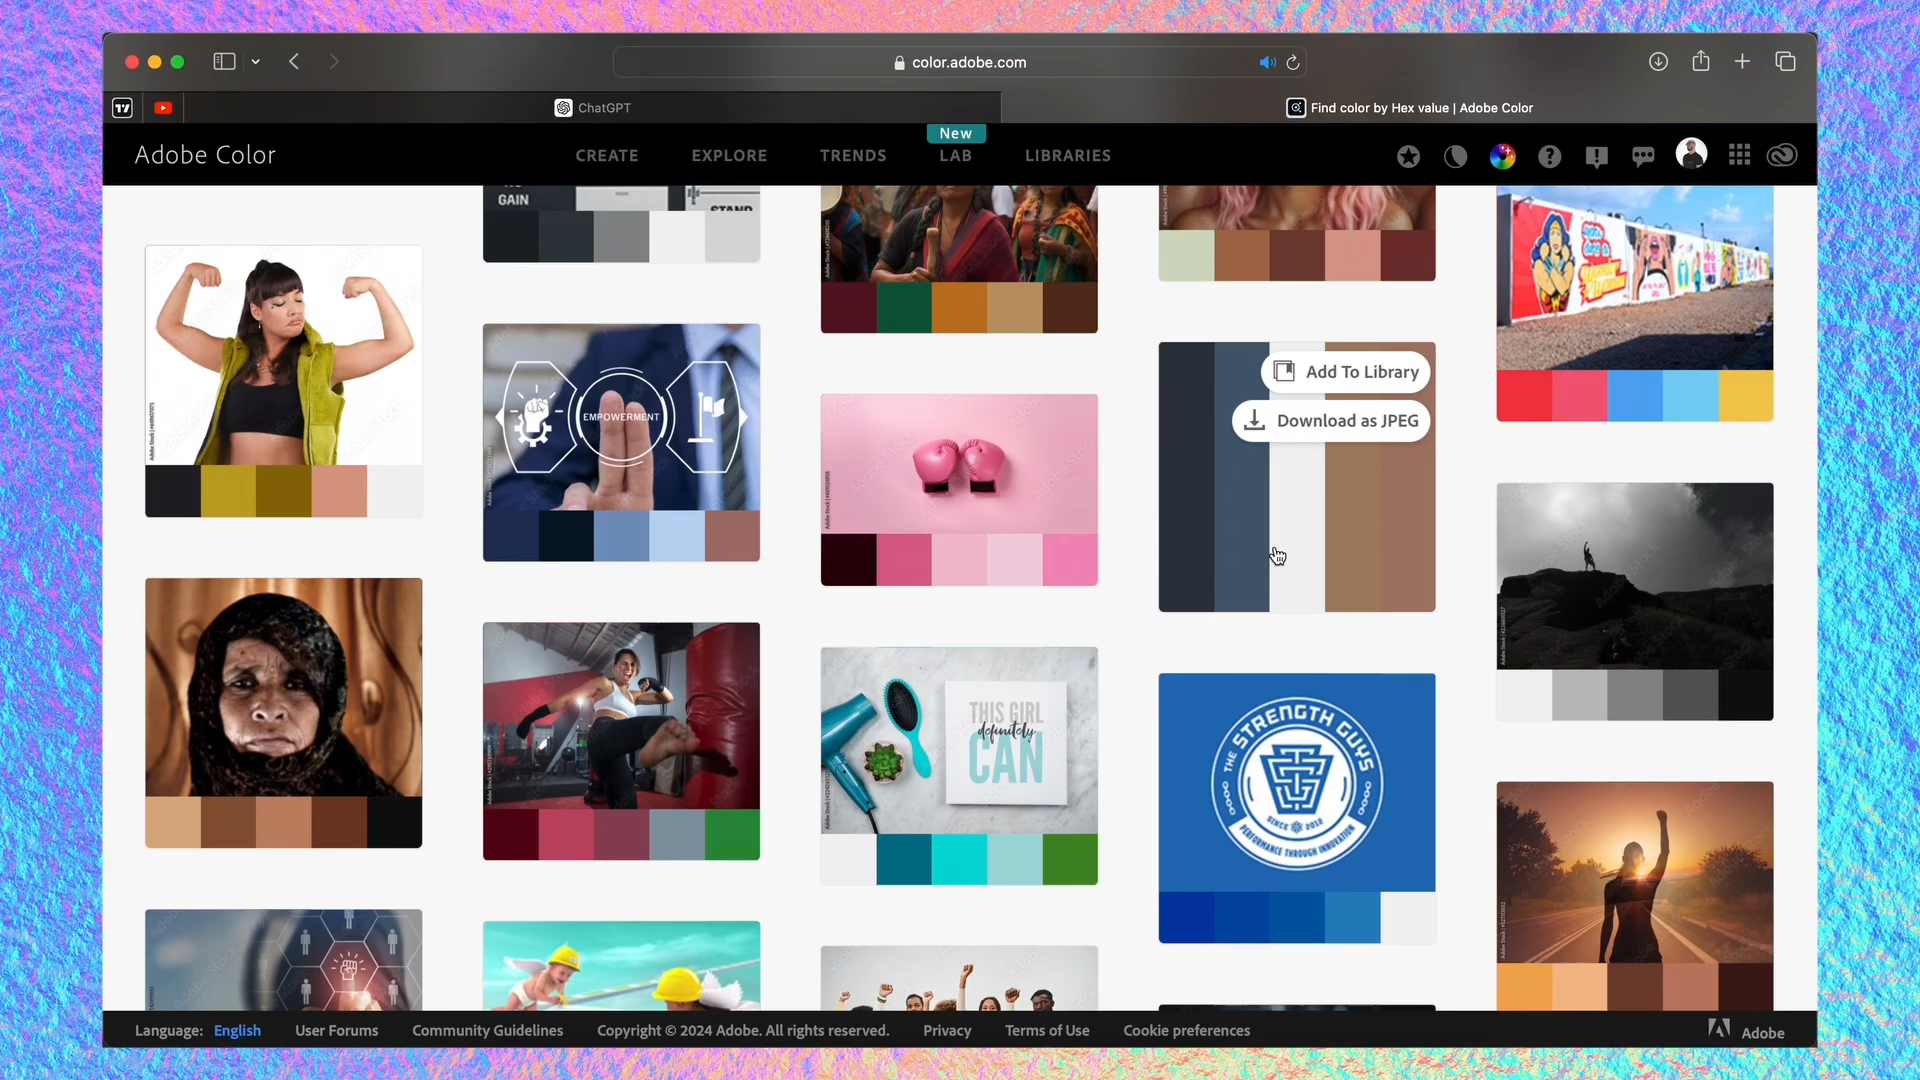 color.adobe.com
17
ChatGPT
Find color by Hex value | Adobe Color
Adobe Color
CREATE
EXPLORE
TRENDS
New
LAB
LIBRARIES
GAIN
STAND
Add To Library
Download as JPEG
EMPOWERMENT
THIS GIRL
definitely
CAN
THE STRENGTH GUYS
SINCE 2012
PERFORMANCE THROUGH INNOVATION
Language: English
User Forums
Community Guidelines
Copyright © 2024 Adobe. All rights reserved.
Privacy
Terms of Use
Cookie preferences
Adobe